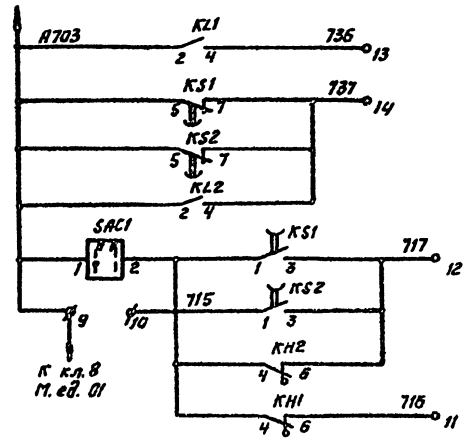 А703 KL1 736
2 4 13
KS1 737
5 7 14
KS2
5 7
KL2
2 4
SAC1 KS1 717
1 2 1 3 12
715 KS2
9 10 1 3
KH2
4 6
К кл. 8
М. ед. 01
KH1 716
4 6 11